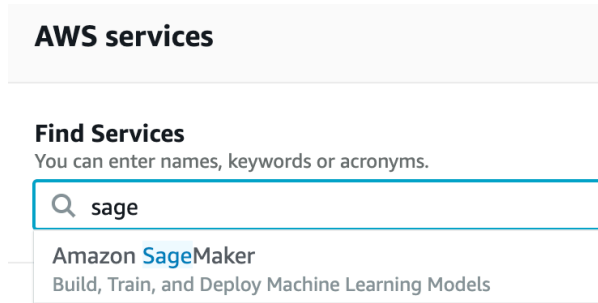 AWS services
Find Services
You can enter names, keywords or acronyms.
sage
Amazon SageMaker
Build, Train, and Deploy Machine Learning Models